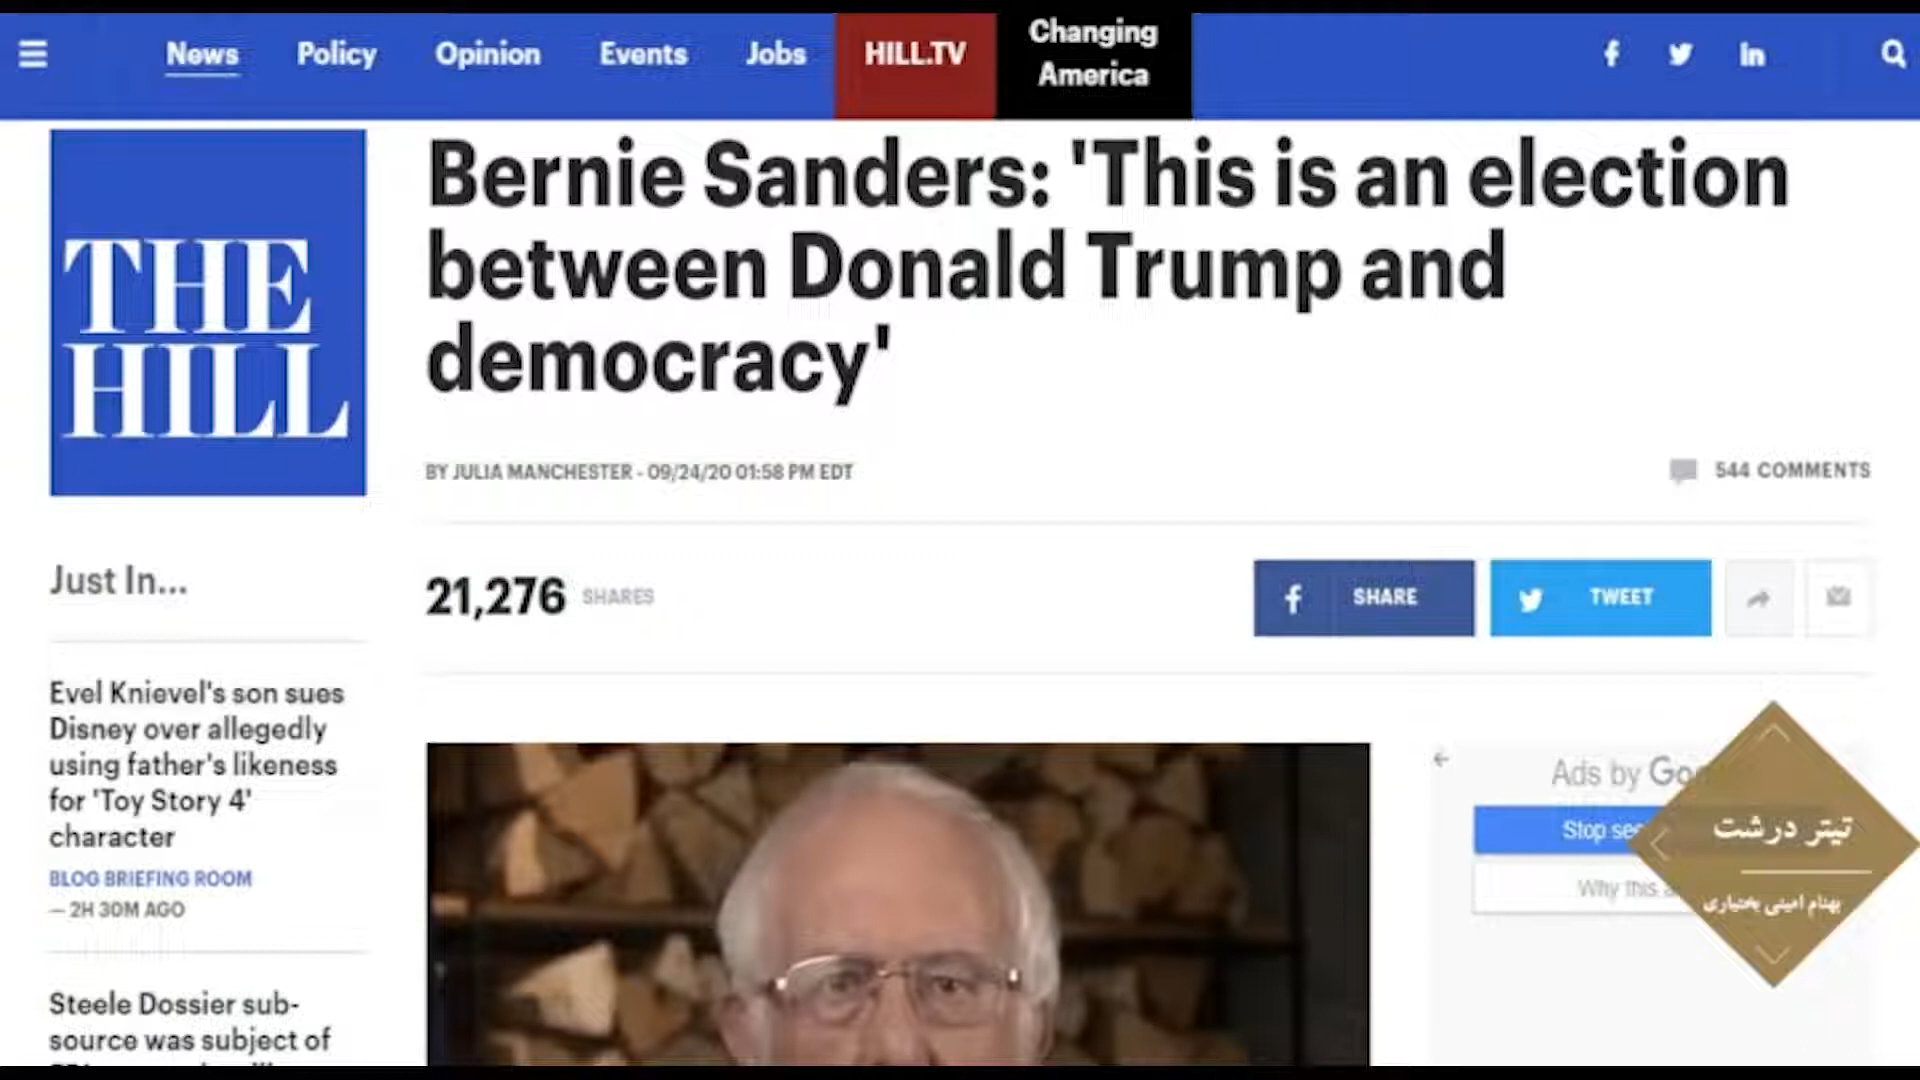 News Policy Opinion Events Jobs HILL.TV Changing
America
THE
HILL
Bernie Sanders: 'This is an election
between Donald Trump and
democracy'
BY JULIA MANCHESTER - 09/24/20 01:58 PM EDT
544 COMMENTS
21,276 SHARES
SHARE
TWEET
Just In...
Evel Knievel's son sues
Disney over allegedly
using father's likeness
for 'Toy Story 4'
character
BLOG BRIEFING ROOM
— 2H 30M AGO
Steele Dossier sub-
source was subject of
Ads by
Stop
Why this
تیتر درشت
بهنام امینی بختیاری